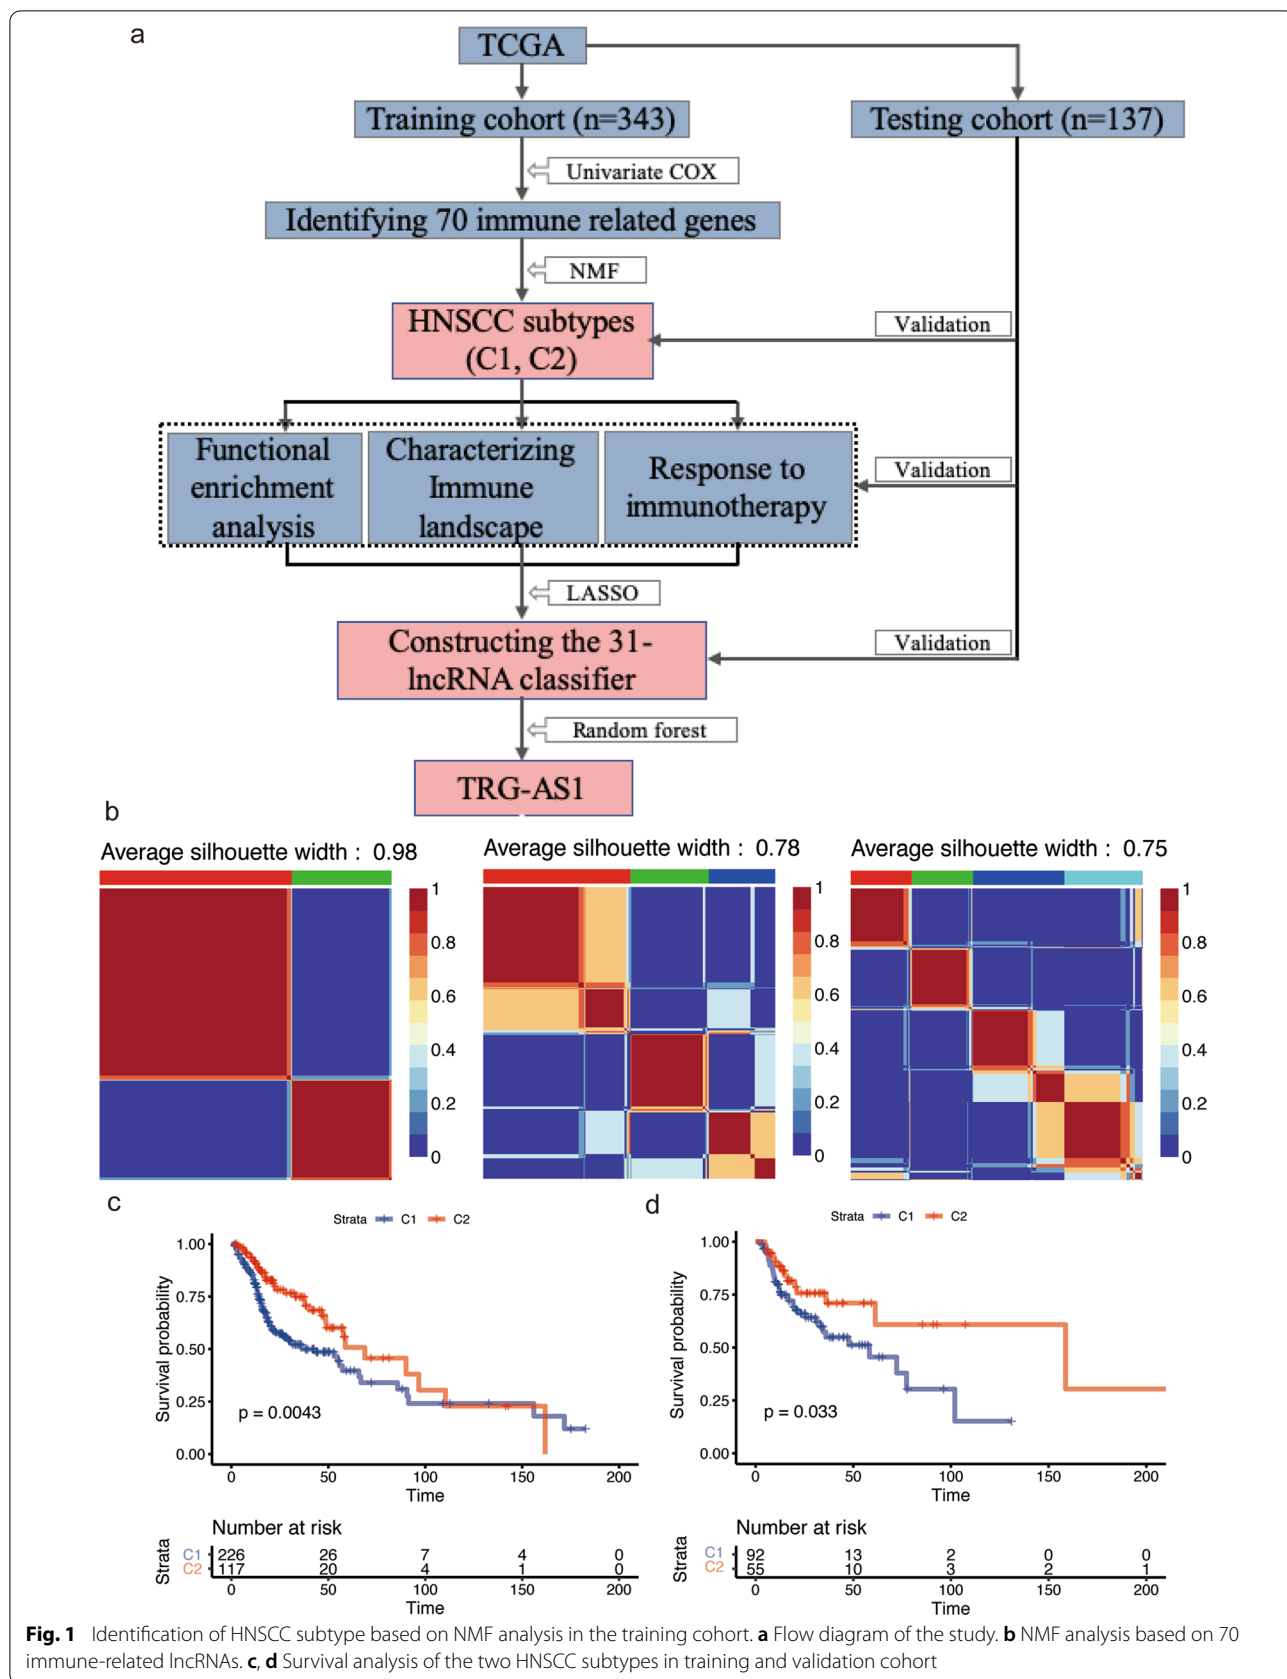 a
TCGA
Training cohort (n=343)
Testing cohort (n=137)
Univariate COX
Identifying 70 immune related genes
NMF
HNSCC subtypes
(C1, C2)
Validation
Functional
enrichment
analysis
Characterizing
Immune
landscape
Response to
immunotherapy
Validation
LASSO
Constructing the 31-
lncRNA classifier
Validation
Random forest
TRG-AS1
b
Average silhouette width : 0.98
1
0.8
0.6
0.4
0.2
0
Average silhouette width : 0.78
1
0.8
0.6
0.4
0.2
0
Average silhouette width : 0.75
1
0.8
0.6
0.4
0.2
0
c
Strata C1 C2
Survival probability
1.00
0.75
0.50
0.25
0.00
p = 0.0043
0 50 100 150 200
Time
Number at risk
Strata
C1 226 26 7 4 0
C2 117 20 4 1 0
0 50 100 150 200
Time
d
Strata C1 C2
Survival probability
1.00
0.75
0.50
0.25
0.00
p = 0.033
0 50 100 150 200
Time
Number at risk
Strata
C1 92 13 2 0 0
C2 55 10 3 2 1
0 50 100 150 200
Time
Fig. 1 Identification of HNSCC subtype based on NMF analysis in the training cohort. a Flow diagram of the study. b NMF analysis based on 70
immune-related lncRNAs. c, d Survival analysis of the two HNSCC subtypes in training and validation cohort